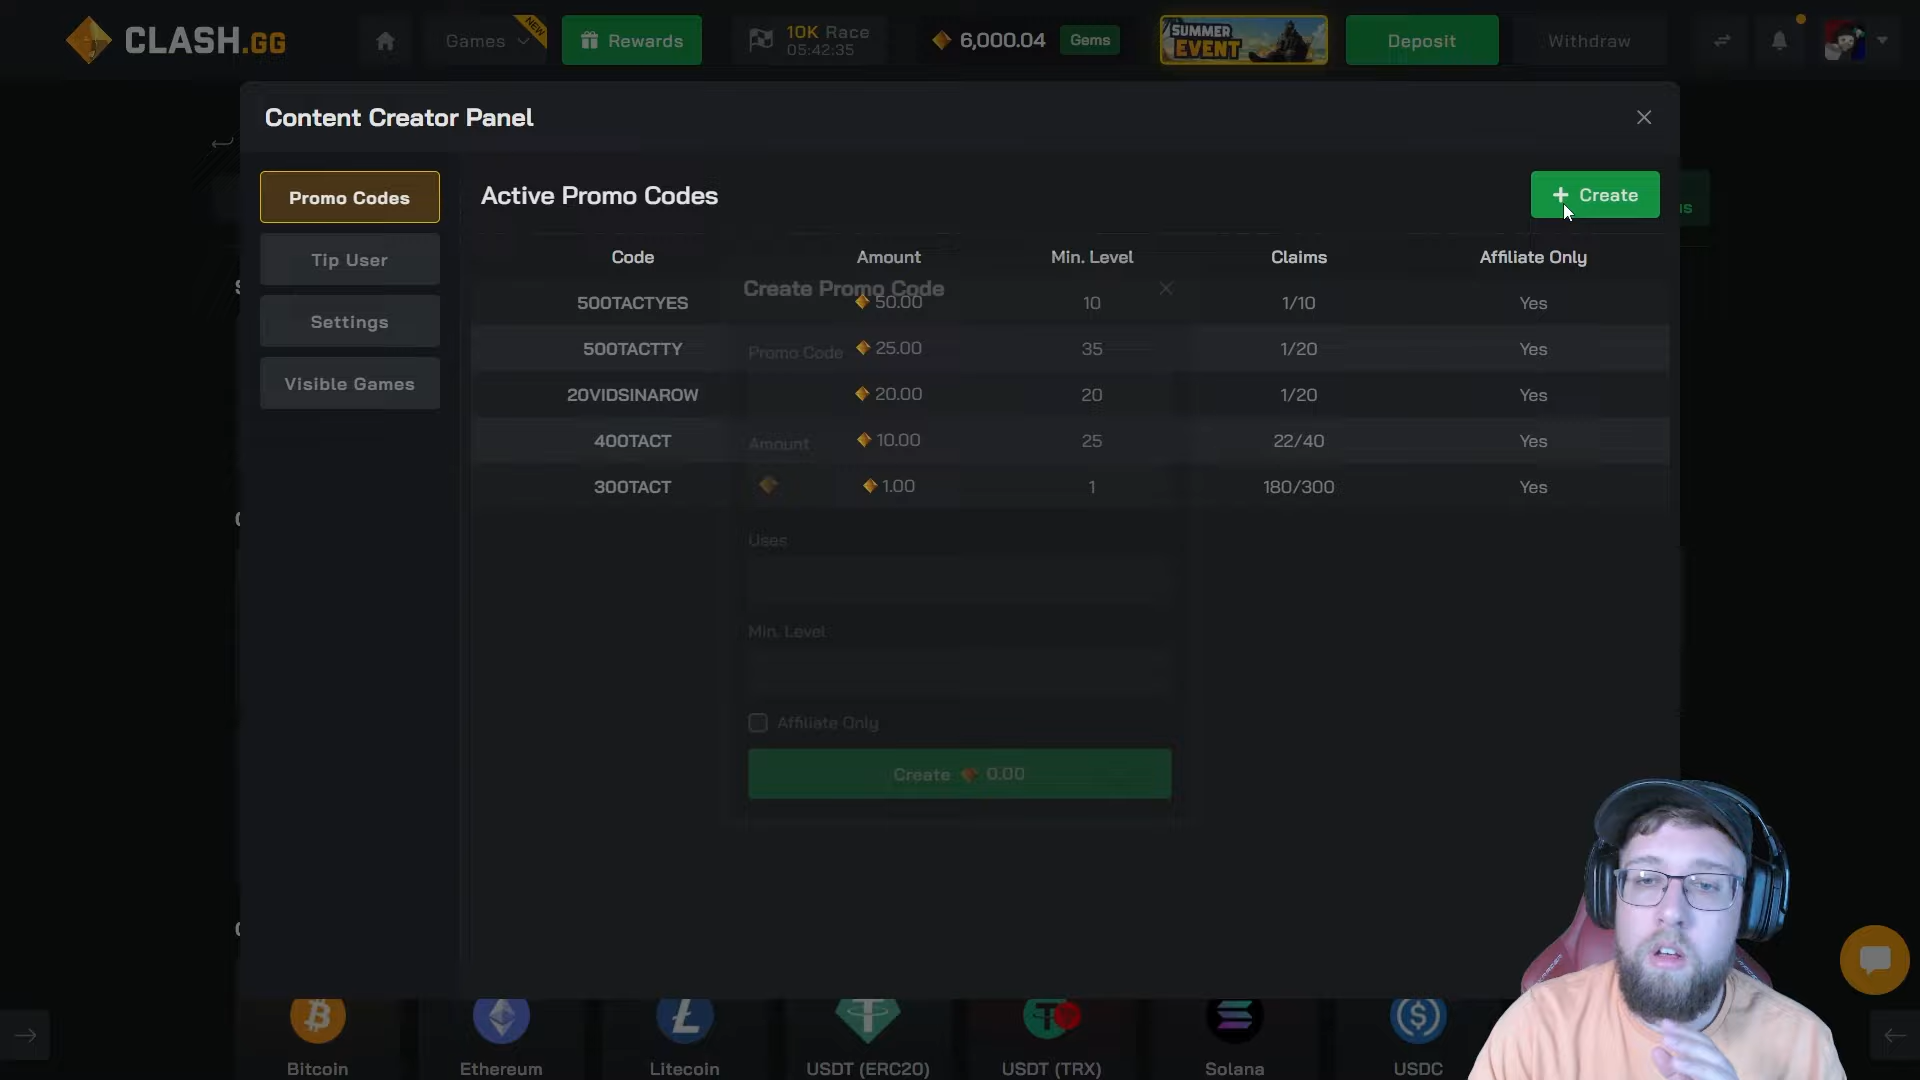 CLASH.GG
Games
NEW
Rewards
10K Race
05:42:35
6,000.04
Gems
SUMMER
EVENT
Deposit
Withdraw
Content Creator Panel
Promo Codes
Tip User
Settings
Visible Games
Active Promo Codes
+ Create
Code Amount Min. Level Claims Affiliate Only
500TACTYES 50.00 10 1/10 Yes
500TACTTY 25.00 35 1/20 Yes
20VIDSINAROW 20.00 20 1/20 Yes
400TACT 10.00 25 22/40 Yes
300TACT 1.00 1 180/300 Yes
Create Promo Code
Promo Code
Amount
Uses
Min. Level
Affiliate Only
Create 0.00
Bitcoin
Ethereum
Litecoin
USDT (ERC20)
USDT (TRX)
Solana
USDC